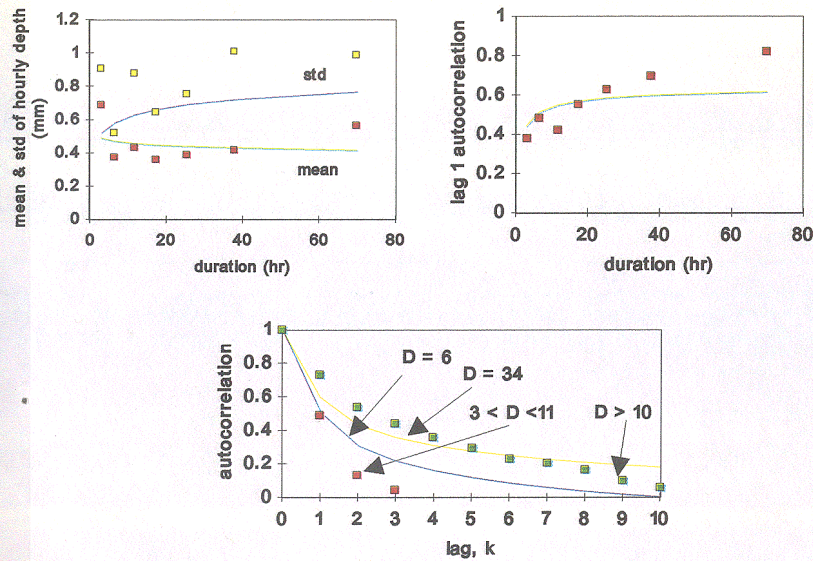 mean & std of hourly depth
(mm)
1.2
1
0.8
0.6
0.4
0.2
0
std
mean
0 20 40 60 80
duration (hr)
lag 1 autocorrelation
1
0.8
0.6
0.4
0.2
0
0 20 40 60 80
duration (hr)
autocorrelation
1
0.8
0.6
0.4
0.2
0
D = 6
D = 34
3 < D <11
D > 10
0 1 2 3 4 5 6 7 8 9 10
lag, k